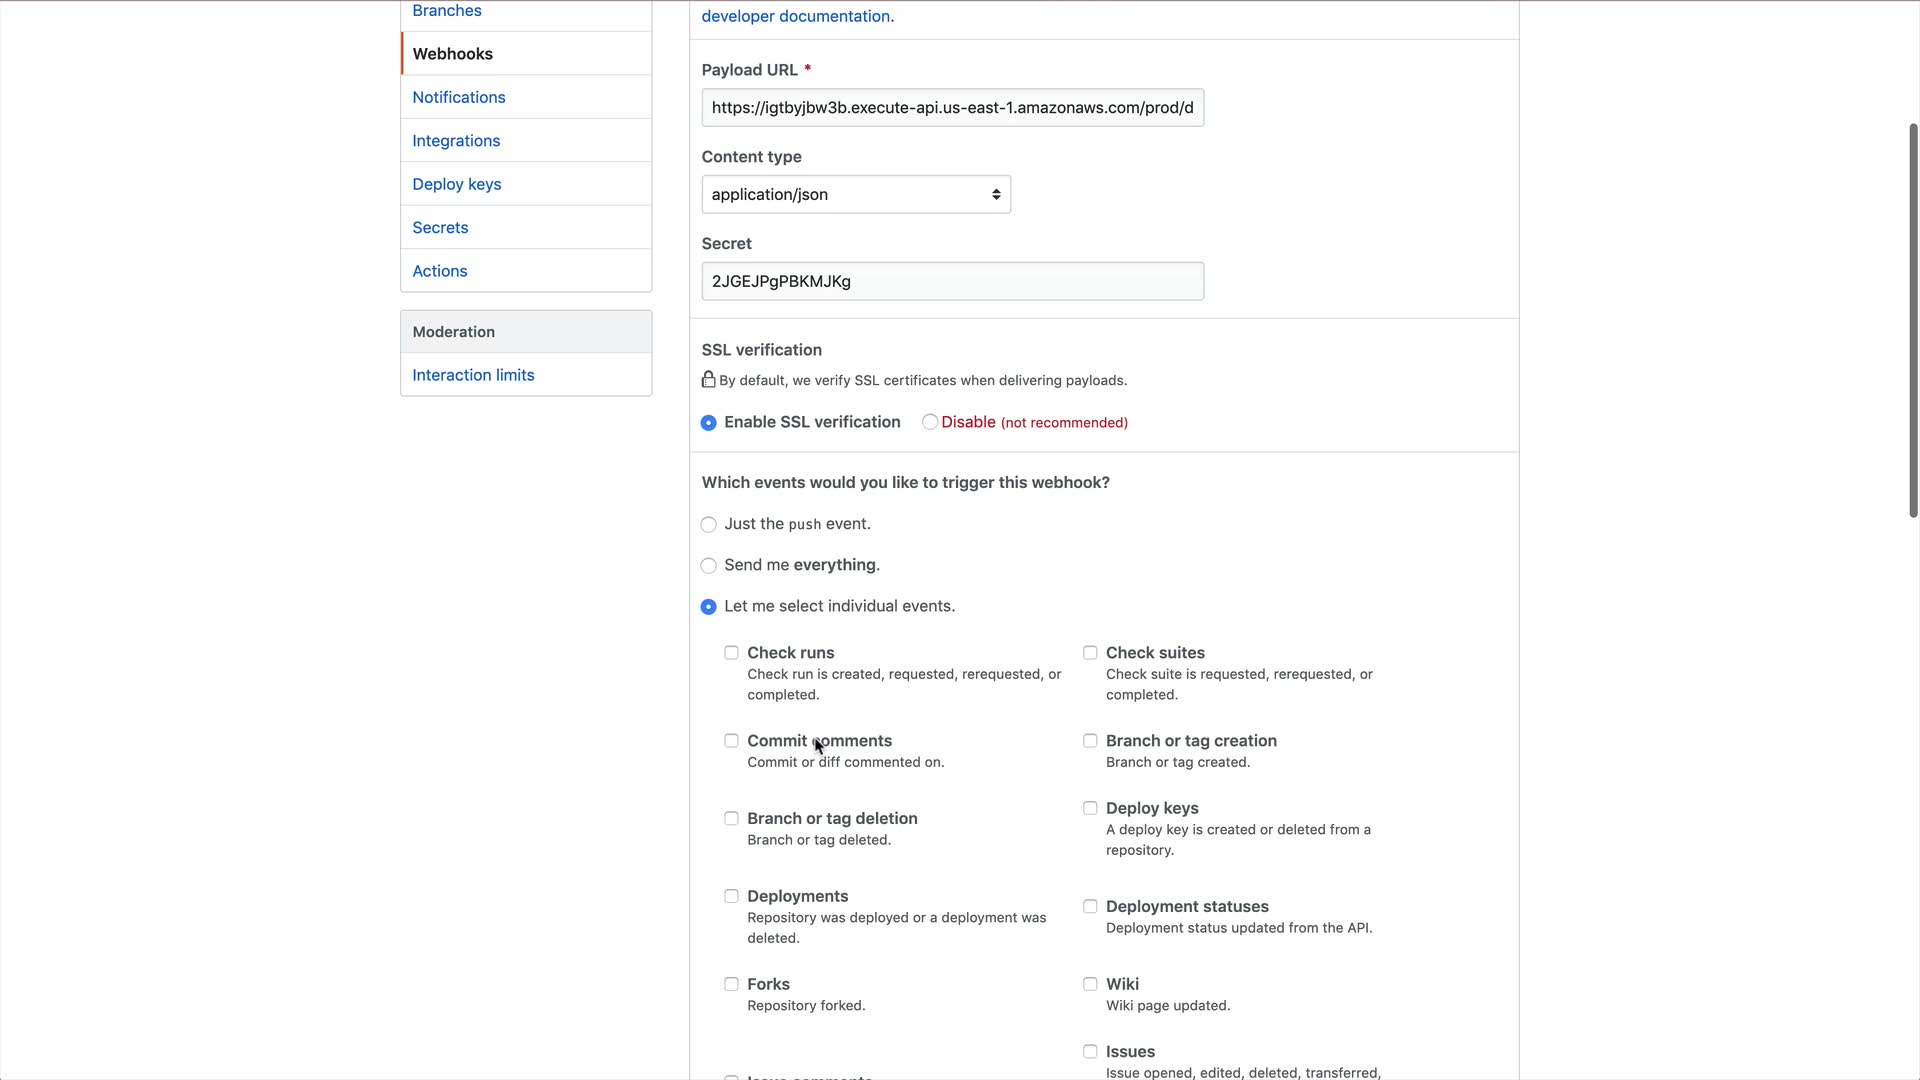 Branches
Webhooks
Notifications
Integrations
Deploy keys
Secrets
Actions
Moderation
Interaction limits
developer documentation.
Payload URL *
https://igtbyjbw3b.execute-api.us-east-1.amazonaws.com/prod/d
Content type
application/json
Secret
2JGEJPgPBKMJKg
SSL verification
By default, we verify SSL certificates when delivering payloads.
Enable SSL verification Disable (not recommended)
Which events would you like to trigger this webhook?
Just the push event.
Send me everything.
Let me select individual events.
Check runs
Check run is created, requested, rerequested, or
completed.
Check suites
Check suite is requested, rerequested, or
completed.
Commit comments
Commit or diff commented on.
Branch or tag creation
Branch or tag created.
Branch or tag deletion
Branch or tag deleted.
Deploy keys
A deploy key is created or deleted from a
repository.
Deployments
Repository was deployed or a deployment was
deleted.
Deployment statuses
Deployment status updated from the API.
Forks
Repository forked.
Wiki
Wiki page updated.
Issue comments
Issues
Issue opened, edited, deleted, transferred,